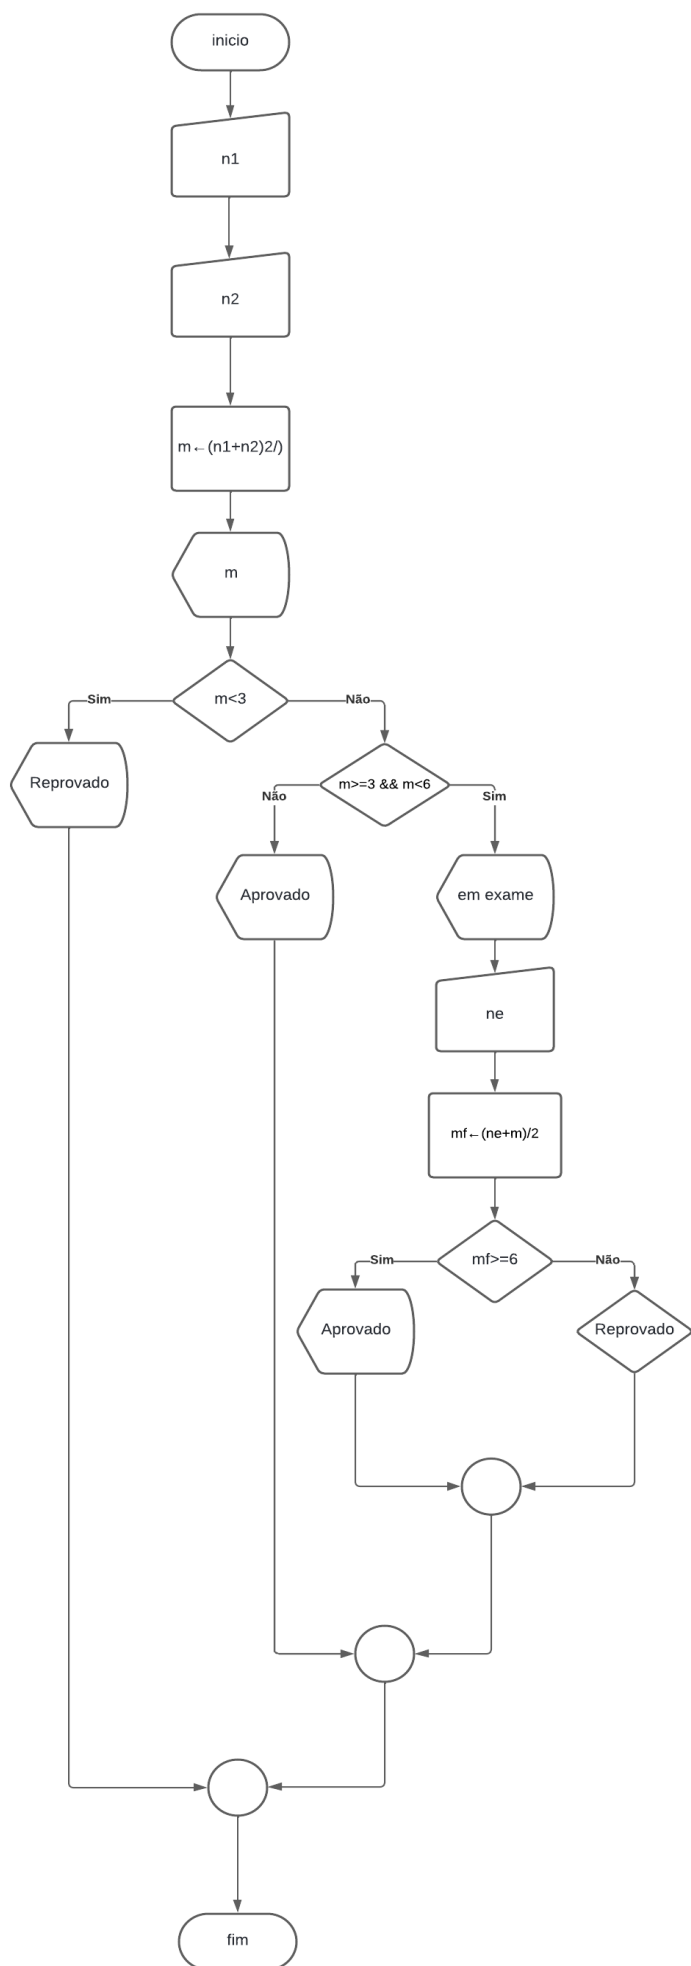 inicio
n1
n2
m←(n1+n2)2/)
m
m<3
Sim
Não
Reprovado
m>=3 && m<6
Não
Sim
Aprovado
em exame
ne
mf←(ne+m)/2
mf>=6
Sim
Não
Aprovado
Reprovado
fim